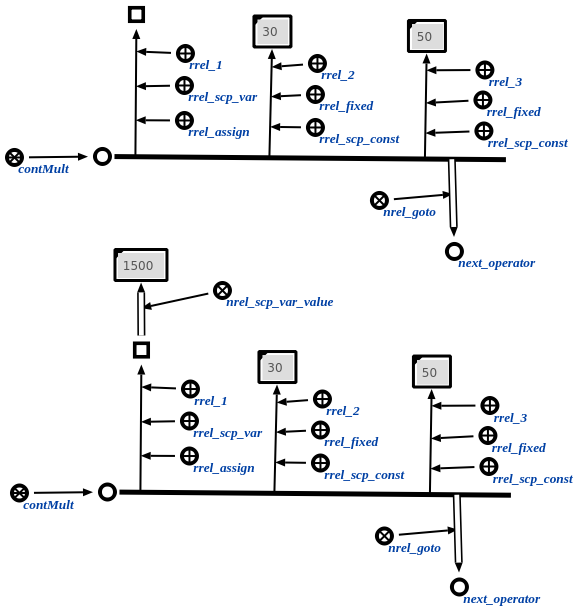 30
50
rrel_1
rrel_2
rrel_3
rrel_scp_var
rrel_fixed
rrel_fixed
rrel_assign
rrel_scp_const
rrel_scp_const
contMult
nrel_goto
next_operator
1500
nrel_scp_var_value
30
50
rrel_1
rrel_2
rrel_3
rrel_scp_var
rrel_fixed
rrel_fixed
rrel_assign
rrel_scp_const
rrel_scp_const
contMult
nrel_goto
next_operator